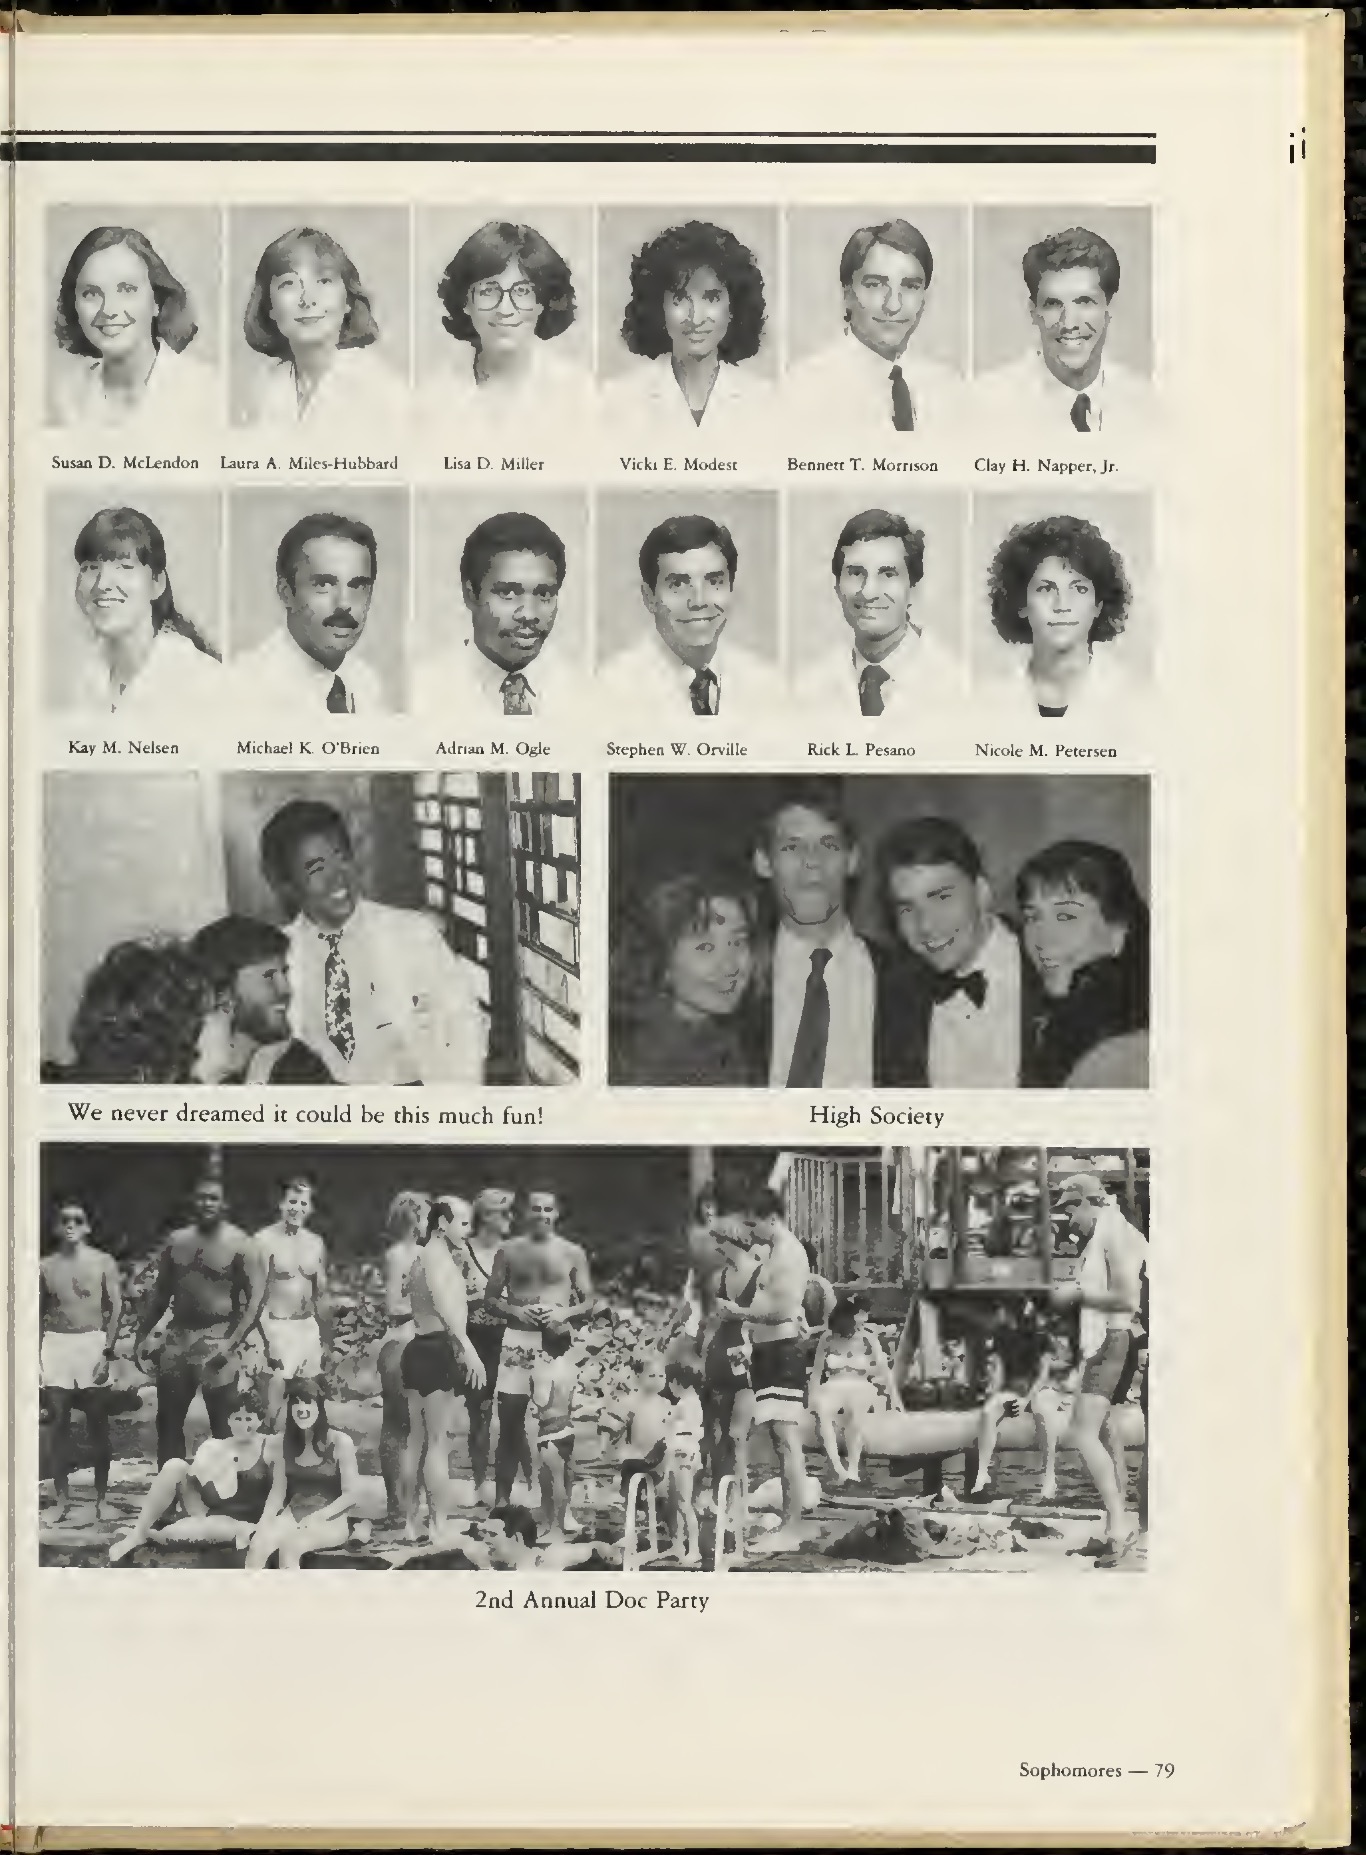 Susan D. McLendon Laura A. Miles-Hubbard Lisa D. Miller Vicki E. Modest Bennett T. Morrison Clay H. Napper, Jr.
Kay M. Nelsen Michael K. O'Brien Adrian M. Ogle Stephen W. Orville Rick L. Pesano Nicole M. Petersen
We never dreamed it could be this much fun! High Society
2nd Annual Doc Party
Sophomores — 79